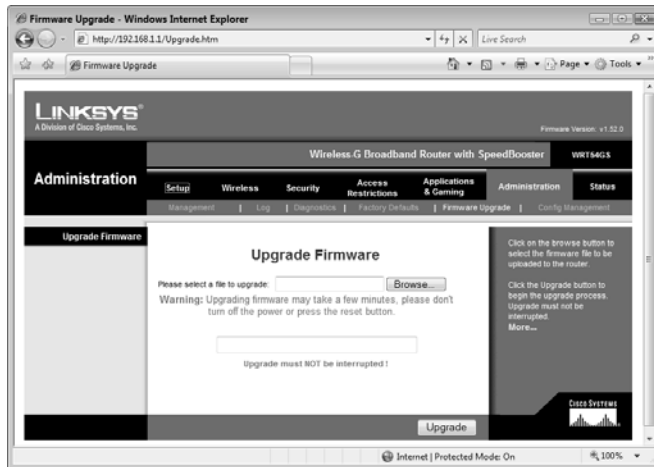 Firmware Upgrade - Windows Internet Explorer
http://192.168.1.1/Upgrade.htm
Live Search
Firmware Upgrade
Page
Tools
LINKSYS®
A Division of Cisco Systems, Inc.
Firmware Version: v1.52.0
Wireless-G Broadband Router with SpeedBooster WRT54GS
Administration
Setup Wireless Security Access Restrictions Applications & Gaming Administration Status
Management | Log | Diagnostics | Factory Defaults | Firmware Upgrade | Config Management
Upgrade Firmware
Upgrade Firmware
Please select a file to upgrade: Browse...
Warning: Upgrading firmware may take a few minutes, please don't
turn off the power or press the reset button.
Upgrade must NOT be interrupted !
Click on the browse button to
select the firmware file to be
uploaded to the router.
Click the Upgrade button to
begin the upgrade process.
Upgrade must not be
interrupted.
More...
CISCO SYSTEMS
Upgrade
Internet | Protected Mode: On
100%